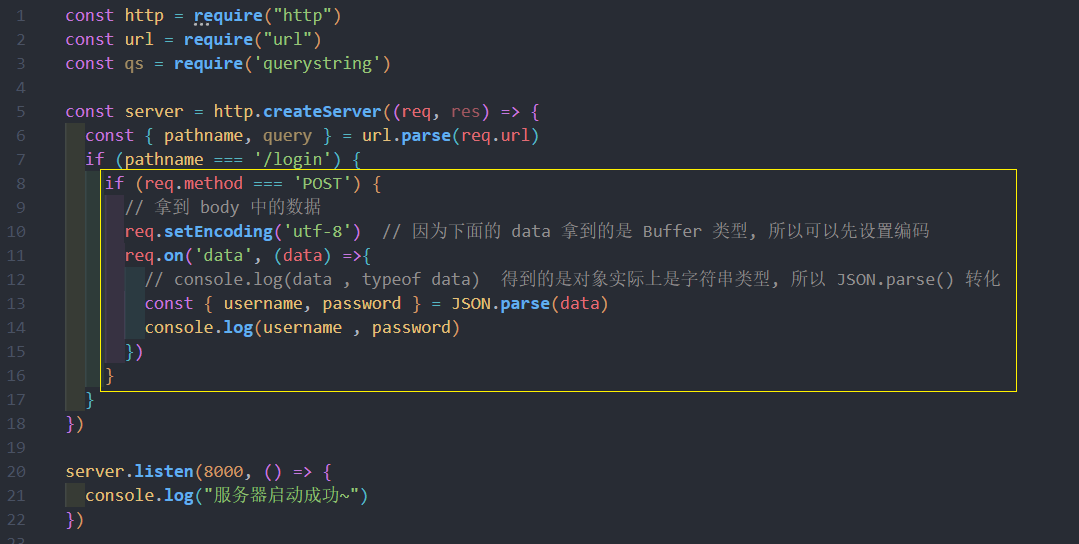 1 const http = require("http")
2 const url = require("url")
3 const qs = require('querystring')
4
5 const server = http.createServer((req, res) => {
6 const { pathname, query } = url.parse(req.url)
7 if (pathname === '/login') {
8 if (req.method === 'POST') {
9 // 拿到 body 中的数据
10 req.setEncoding('utf-8') // 因为下面的 data 拿到的是 Buffer 类型, 所以可以先设置编码
11 req.on('data', (data) =>{
12 // console.log(data , typeof data) 得到的是对象实际上是字符串类型, 所以 JSON.parse() 转化
13 const { username, password } = JSON.parse(data)
14 console.log(username , password)
15 })
16 }
17 }
18 })
19
20 server.listen(8000, () => {
21 console.log("服务器启动成功~")
22 })
23